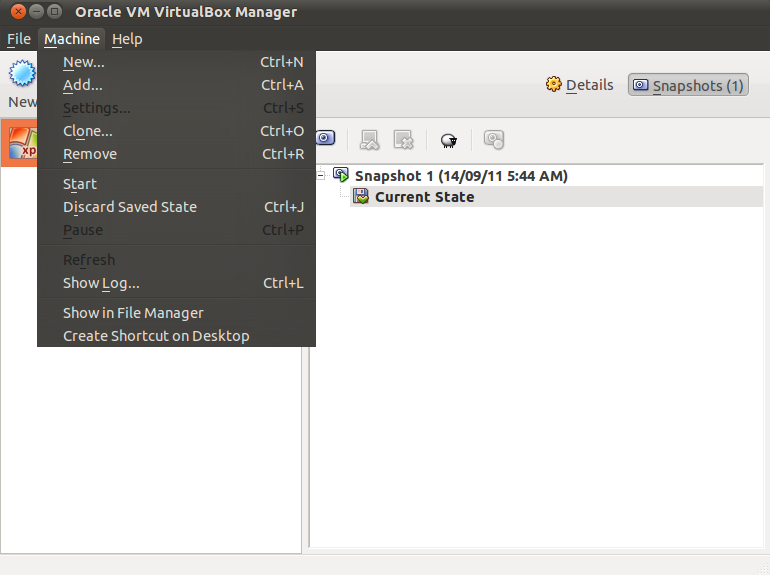 Oracle VM VirtualBox Manager
File Machine Help
New
New... Ctrl+N
Add... Ctrl+A
Settings... Ctrl+S
Clone... Ctrl+O
Remove Ctrl+R
Start
Discard Saved State Ctrl+J
Pause Ctrl+P
Refresh
Show Log... Ctrl+L
Show in File Manager
Create Shortcut on Desktop
xp
Details Snapshots (1)
Snapshot 1 (14/09/11 5:44 AM)
Current State